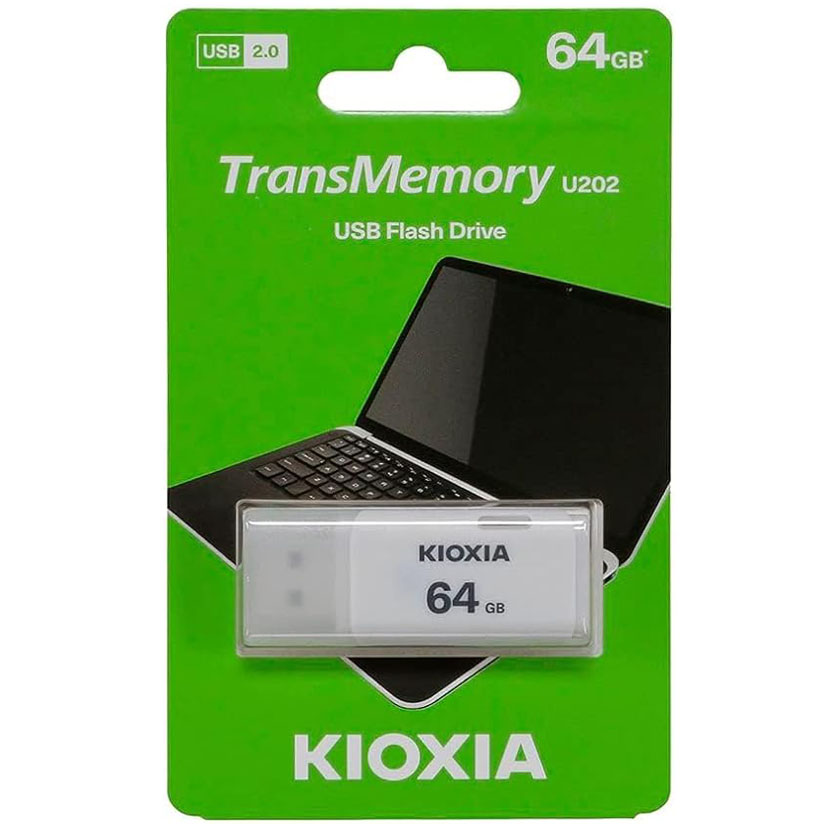 USB 2.0
64GB*
TransMemory U202
USB Flash Drive
KIOXIA
64 GB
KIOXIA